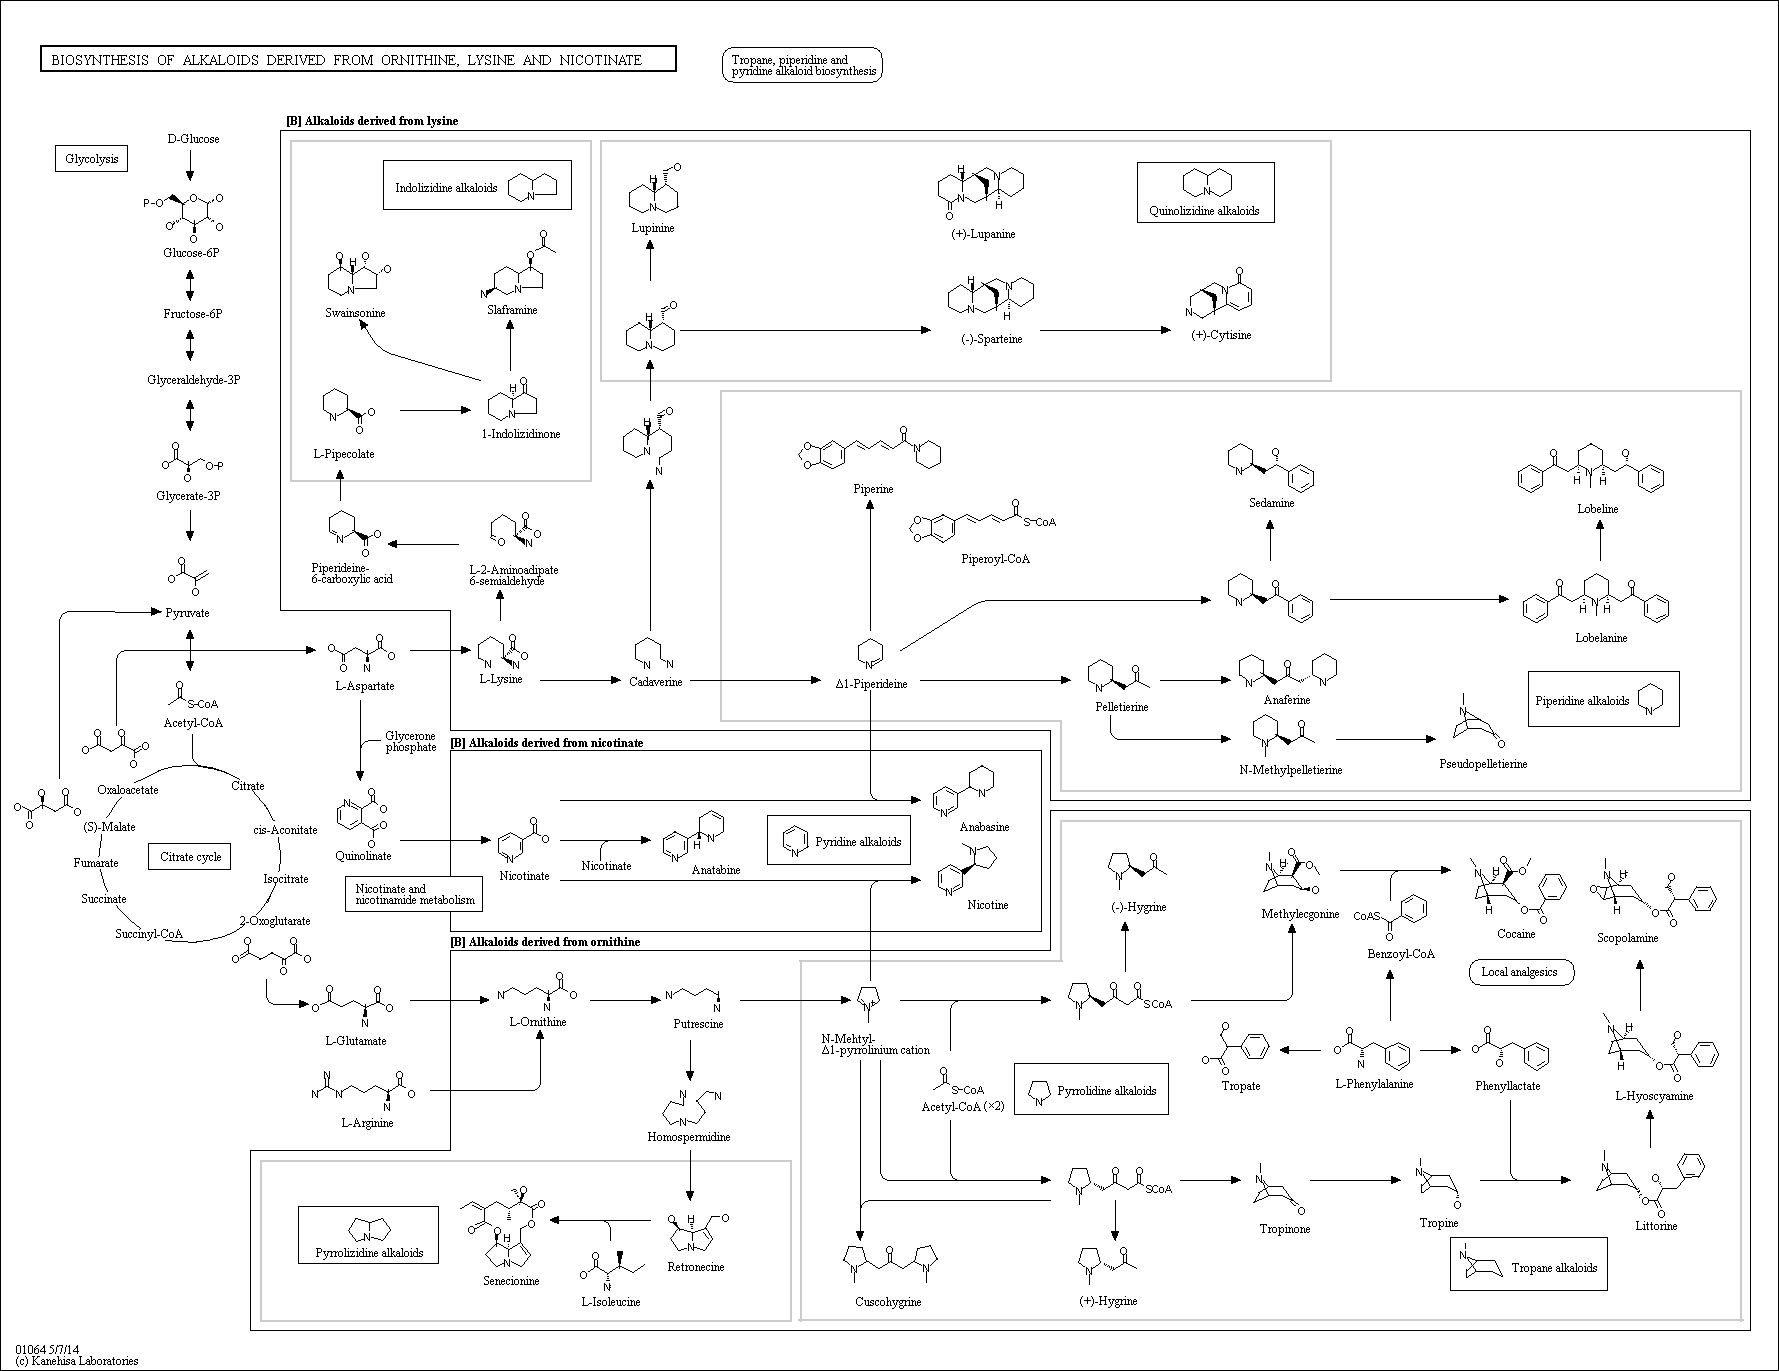 BIOSYNTHESIS OF ALKALOIDS DERIVED FROM ORNITHINE, LYSINE AND NICOTINATE
Tropane, piperidine and
pyridine alkaloid biosynthesis
[B] Alkaloids derived from lysine
D-Glucose
Glycolysis
Glucose-6P
Fructose-6P
Glyceraldehyde-3P
Glycerate-3P
Pyruvate
Acetyl-CoA
Oxaloacetate
Citrate
(S)-Malate
cis-Aconitate
Citrate cycle
Fumarate
Isocitrate
Succinate
2-Oxoglutarate
Succinyl-CoA
Indolizidine alkaloids
Swainsonine
Slaframine
L-Pipecolate
1-Indolizidinone
Piperideine-
6-carboxylic acid
L-2-Aminoadipate
6-semialdehyde
L-Aspartate
L-Lysine
Cadaverine
Lupinine
(+)-Lupanine
Quinolizidine alkaloids
(-)-Sparteine
(+)-Cytisine
Piperine
Piperoyl-CoA
S-CoA
Sedamine
Lobeline
Lobelanine
Δ1-Piperideine
Pelletierine
Anaferine
Piperidine alkaloids
N-Methylpelletierine
Pseudopelletierine
Glycerone
phosphate
[B] Alkaloids derived from nicotinate
Quinolinate
Nicotinate
Nicotinate
Anatabine
Pyridine alkaloids
Anabasine
Nicotine
Nicotinate and
nicotinamide metabolism
[B] Alkaloids derived from ornithine
L-Glutamate
L-Ornithine
Putrescine
L-Arginine
Homospermidine
N-Mehtyl-
Δ1-pyrrolinium cation
Acetyl-CoA (×2)
S-CoA
Pyrrolidine alkaloids
(-)-Hygrine
SCoA
Methylecgonine
CoAS
Benzoyl-CoA
Cocaine
Scopolamine
Local analgesics
Tropate
L-Phenylalanine
Phenyllactate
L-Hyoscyamine
SCoA
Tropinone
Tropine
Littorine
Tropane alkaloids
Cuscohygrine
(+)-Hygrine
Pyrrolizidine alkaloids
Senecionine
L-Isoleucine
Retronecine
01064 5/7/14
(c) Kanehisa Laboratories